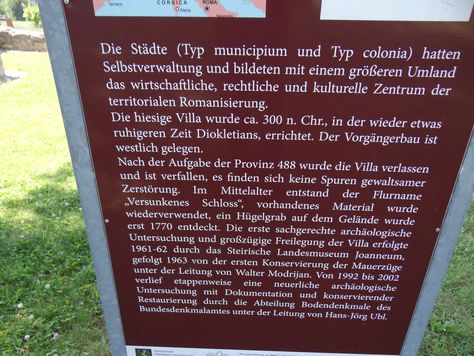 CORSICA
ROMA
Die Städte (Typ municipium und Typ colonia) hatten
Selbstverwaltung und bildeten mit einem größeren Umland
das wirtschaftliche, rechtliche und kulturelle Zentrum der
territorialen Romanisierung.
Die hiesige Villa wurde ca. 300 n. Chr., in der wieder etwas
ruhigeren Zeit Diokletians, errichtet. Der Vorgängerbau ist
westlich gelegen.
Nach der Aufgabe der Provinz 488 wurde die Villa verlassen
und ist verfallen, es finden sich keine Spuren gewaltsamer
Zerstörung. Im Mittelalter entstand der Flurname
„Versunkenes Schloss“, vorhandenes Material wurde
wiederverwendet, ein Hügelgrab auf dem Gelände wurde
erst 1770 entdeckt. Die erste sachgerechte archäologische
Untersuchung und großzügige Freilegung der Villa erfolgte
1961-62 durch das Steirische Landesmuseum Joanneum,
gefolgt 1963 von der ersten Konservierung der Mauerzüge
unter der Leitung von Walter Modrijan. Von 1992 bis 2002
verlief etappenweise eine neuerliche archäologische
Untersuchung mit Dokumentation und konservierender
Restaurierung durch die Abteilung Bodendenkmale des
Bundesdenkmalamtes unter der Leitung von Hans-Jörg Ubl.